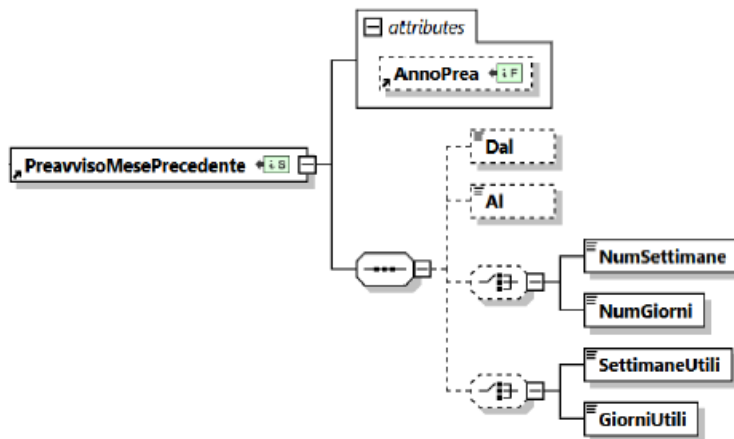 attributes
AnnoPrea
i F
PreavvisoMesePrecedente
i S
Dal
Al
NumSettimane
NumGiorni
SettimaneUtili
GiorniUtili